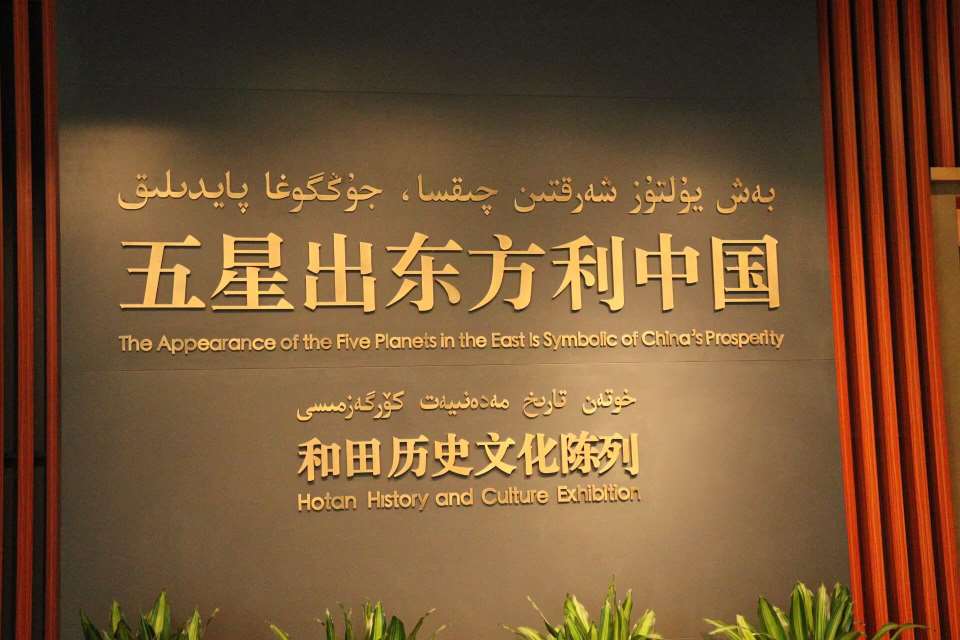 بەش يۇلتۇز شەرقتىن چىقسا، جۇڭگوغا پايدىلىق
五星出东方利中国
The Appearance of the Five Planets in the East Is Symbolic of China's Prosperity
خوتەن تارىخ مەدەنىيەت كۆرگەزمىسى
和田历史文化陈列
Hotan History and Culture Exhibition